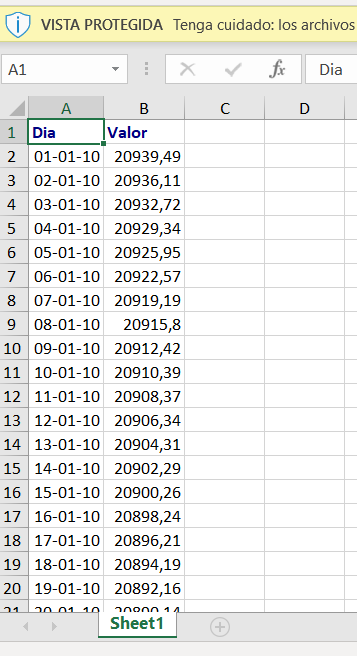 VISTA PROTEGIDA Tenga cuidado: los archivos
A1 fx Dia
A B C D
1 Dia Valor
2 01-01-10 20939,49
3 02-01-10 20936,11
4 03-01-10 20932,72
5 04-01-10 20929,34
6 05-01-10 20925,95
7 06-01-10 20922,57
8 07-01-10 20919,19
9 08-01-10 20915,8
10 09-01-10 20912,42
11 10-01-10 20910,39
12 11-01-10 20908,37
13 12-01-10 20906,34
14 13-01-10 20904,31
15 14-01-10 20902,29
16 15-01-10 20900,26
17 16-01-10 20898,24
18 17-01-10 20896,21
19 18-01-10 20894,19
20 19-01-10 20892,16
21 20-01-10 20890,14
Sheet1